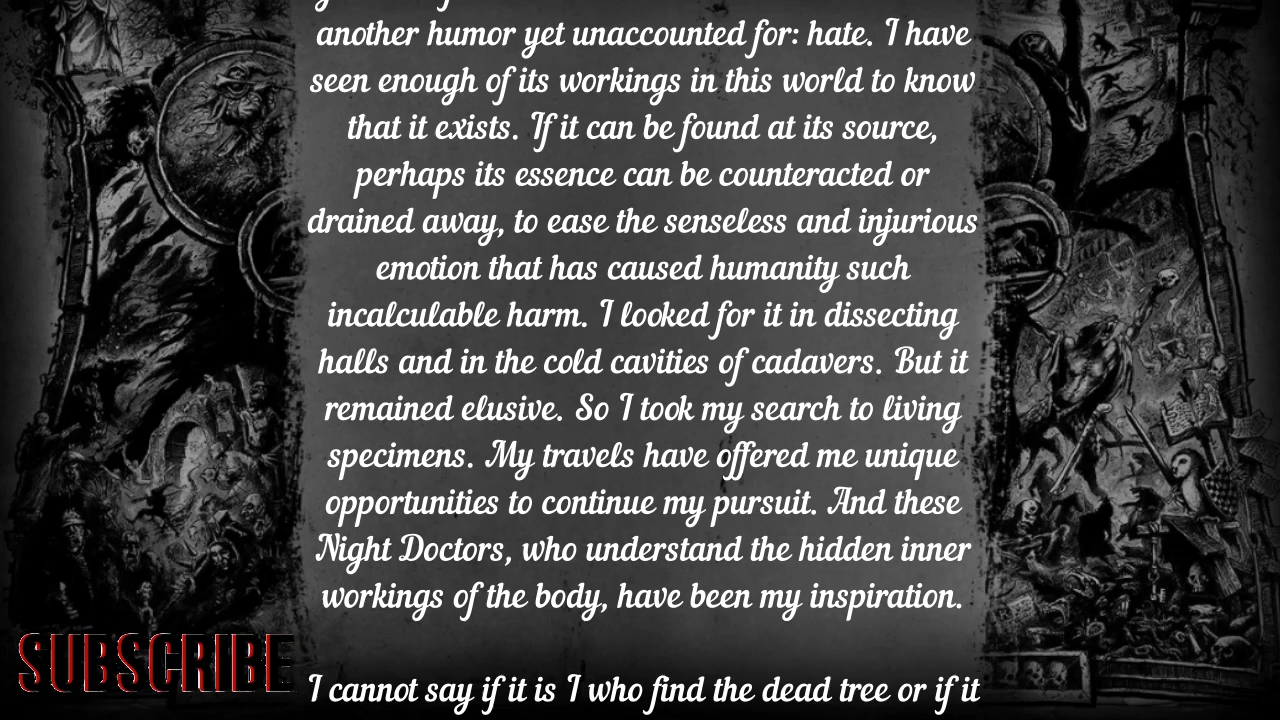 another humor yet unaccounted for: hate. I have
seen enough of its workings in this world to know
that it exists. If it can be found at its source,
perhaps its essence can be counteracted or
drained away, to ease the senseless and injurious
emotion that has caused humanity such
incalculable harm. I looked for it in dissecting
halls and in the cold cavities of cadavers. But it
remained elusive. So I took my search to living
specimens. My travels have offered me unique
opportunities to continue my pursuit. And these
Night Doctors, who understand the hidden inner
workings of the body, have been my inspiration.
SUBSCRIBE
I cannot say if it is I who find the dead tree or if it